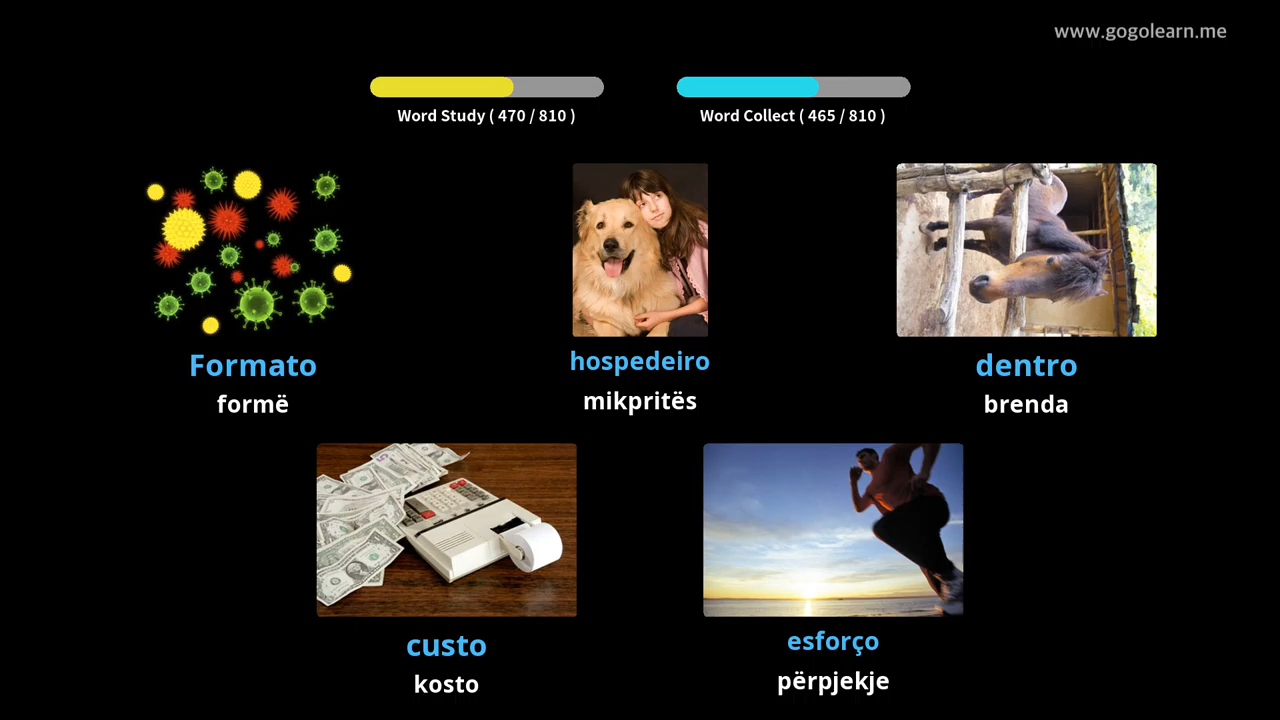 www.gogolearn.me
Word Study ( 470 / 810 )
Word Collect ( 465 / 810 )
Formato
formë
hospedeiro
mikpritës
dentro
brenda
custo
kosto
esforço
përpjekje